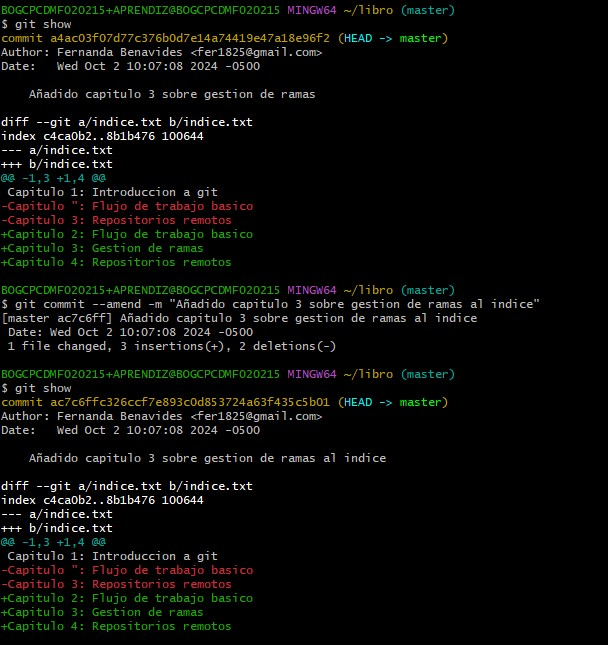 BOGCPCDMFO20215+APRENDIZ@BOGCPCDMFO20215 MINGW64 ~/libro (master)
$ git show
commit a4ac03f07d77c376b0d7e14a74419e47a18e96f2 (HEAD -> master)
Author: Fernanda Benavides <fer1825@gmail.com>
Date:   Wed Oct 2 10:07:08 2024 -0500

    Añadido capitulo 3 sobre gestion de ramas

diff --git a/indice.txt b/indice.txt
index c4ca0b2..8b1b476 100644
--- a/indice.txt
+++ b/indice.txt
@@ -1,3 +1,4 @@
 Capitulo 1: Introduccion a git
-Capitulo ": Flujo de trabajo basico
-Capitulo 3: Repositorios remotos
+Capitulo 2: Flujo de trabajo basico
+Capitulo 3: Gestion de ramas
+Capitulo 4: Repositorios remotos

BOGCPCDMFO20215+APRENDIZ@BOGCPCDMFO20215 MINGW64 ~/libro (master)
$ git commit --amend -m "Añadido capitulo 3 sobre gestion de ramas al indice"
[master ac7c6ff] Añadido capitulo 3 sobre gestion de ramas al indice
 Date: Wed Oct 2 10:07:08 2024 -0500
 1 file changed, 3 insertions(+), 2 deletions(-)

BOGCPCDMFO20215+APRENDIZ@BOGCPCDMFO20215 MINGW64 ~/libro (master)
$ git show
commit ac7c6ffc326ccf7e893c0d853724a63f435c5b01 (HEAD -> master)
Author: Fernanda Benavides <fer1825@gmail.com>
Date:   Wed Oct 2 10:07:08 2024 -0500

    Añadido capitulo 3 sobre gestion de ramas al indice

diff --git a/indice.txt b/indice.txt
index c4ca0b2..8b1b476 100644
--- a/indice.txt
+++ b/indice.txt
@@ -1,3 +1,4 @@
 Capitulo 1: Introduccion a git
-Capitulo ": Flujo de trabajo basico
-Capitulo 3: Repositorios remotos
+Capitulo 2: Flujo de trabajo basico
+Capitulo 3: Gestion de ramas
+Capitulo 4: Repositorios remotos